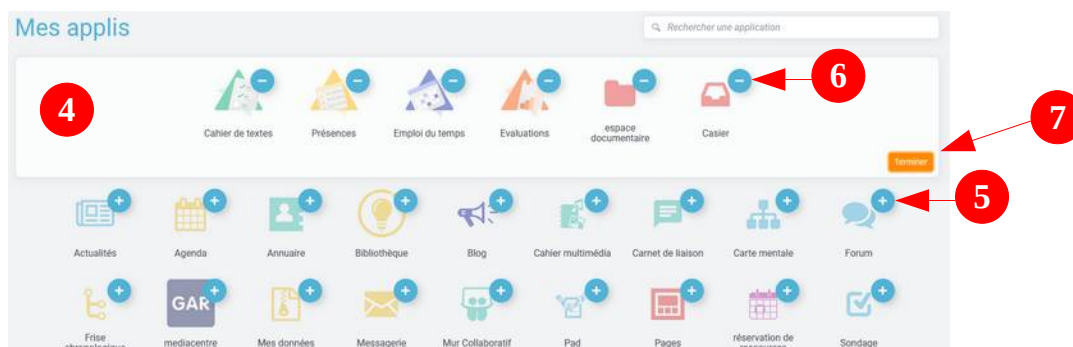 Mes applis
Rechercher une application
4
6
7
Cahier de textes Présences Emploi du temps Evaluations espace documentaire Casier
Terminer
5
Actualités Agenda Annuaire Bibliothèque Blog Cahier multimédia Carnet de liaison Carte mentale Forum
GAR
Frise chronologique mediacentre Mes données Messagerie Mur Collaboratif Pad Pages réservation de ressources Sondage